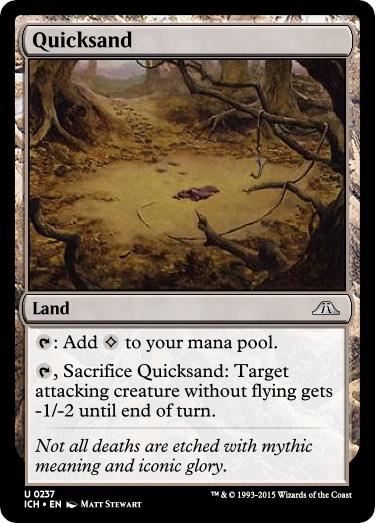 Quicksand
Land
: Add to your mana pool.
, Sacrifice Quicksand: Target
attacking creature without flying gets
-1/-2 until end of turn.
Not all deaths are etched with mythic
meaning and iconic glory.
U 0237
ICH • EN Matt Stewart
™ & © 1993-2015 Wizards of the Coast